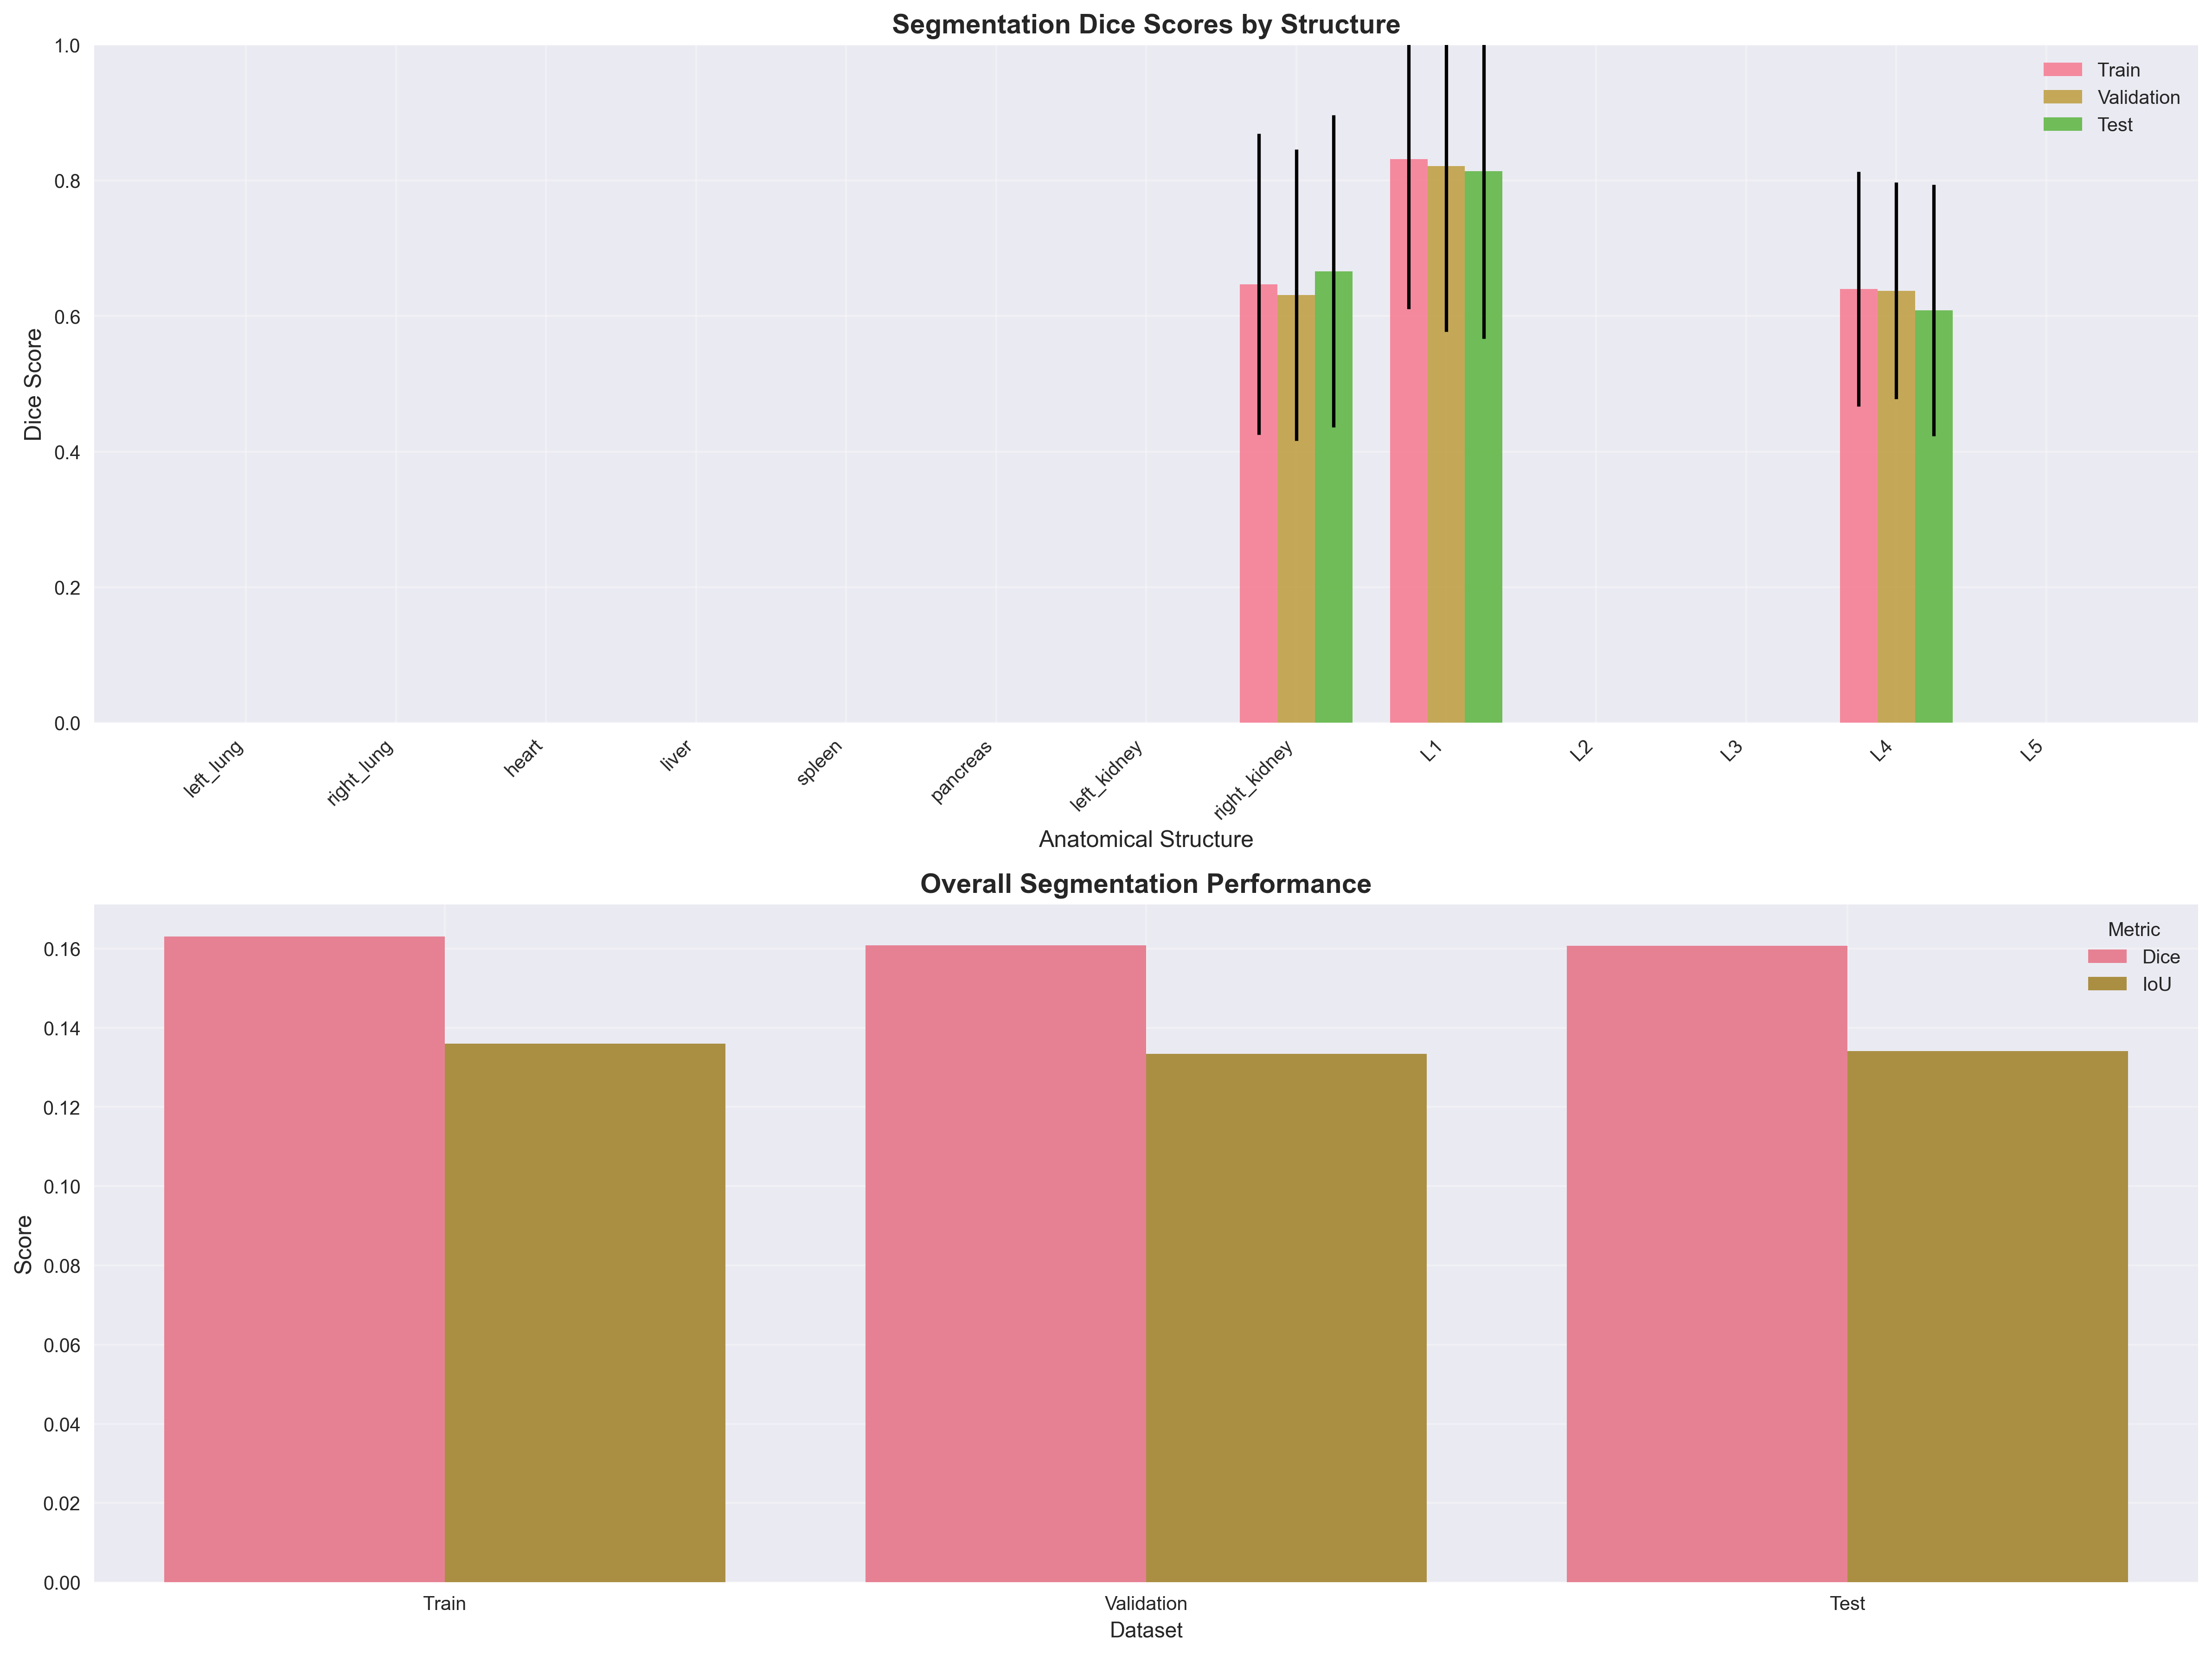 Segmentation Dice Scores by Structure
1.0
0.8
0.6
0.4
0.2
0.0
Dice Score
Train
Validation
Test
left_lung
right_lung
heart
liver
spleen
pancreas
left_kidney
right_kidney
L1
L2
L3
L4
L5
Anatomical Structure
Overall Segmentation Performance
0.16
0.14
0.12
0.10
0.08
0.06
0.04
0.02
0.00
Score
Metric
Dice
IoU
Train
Validation
Test
Dataset